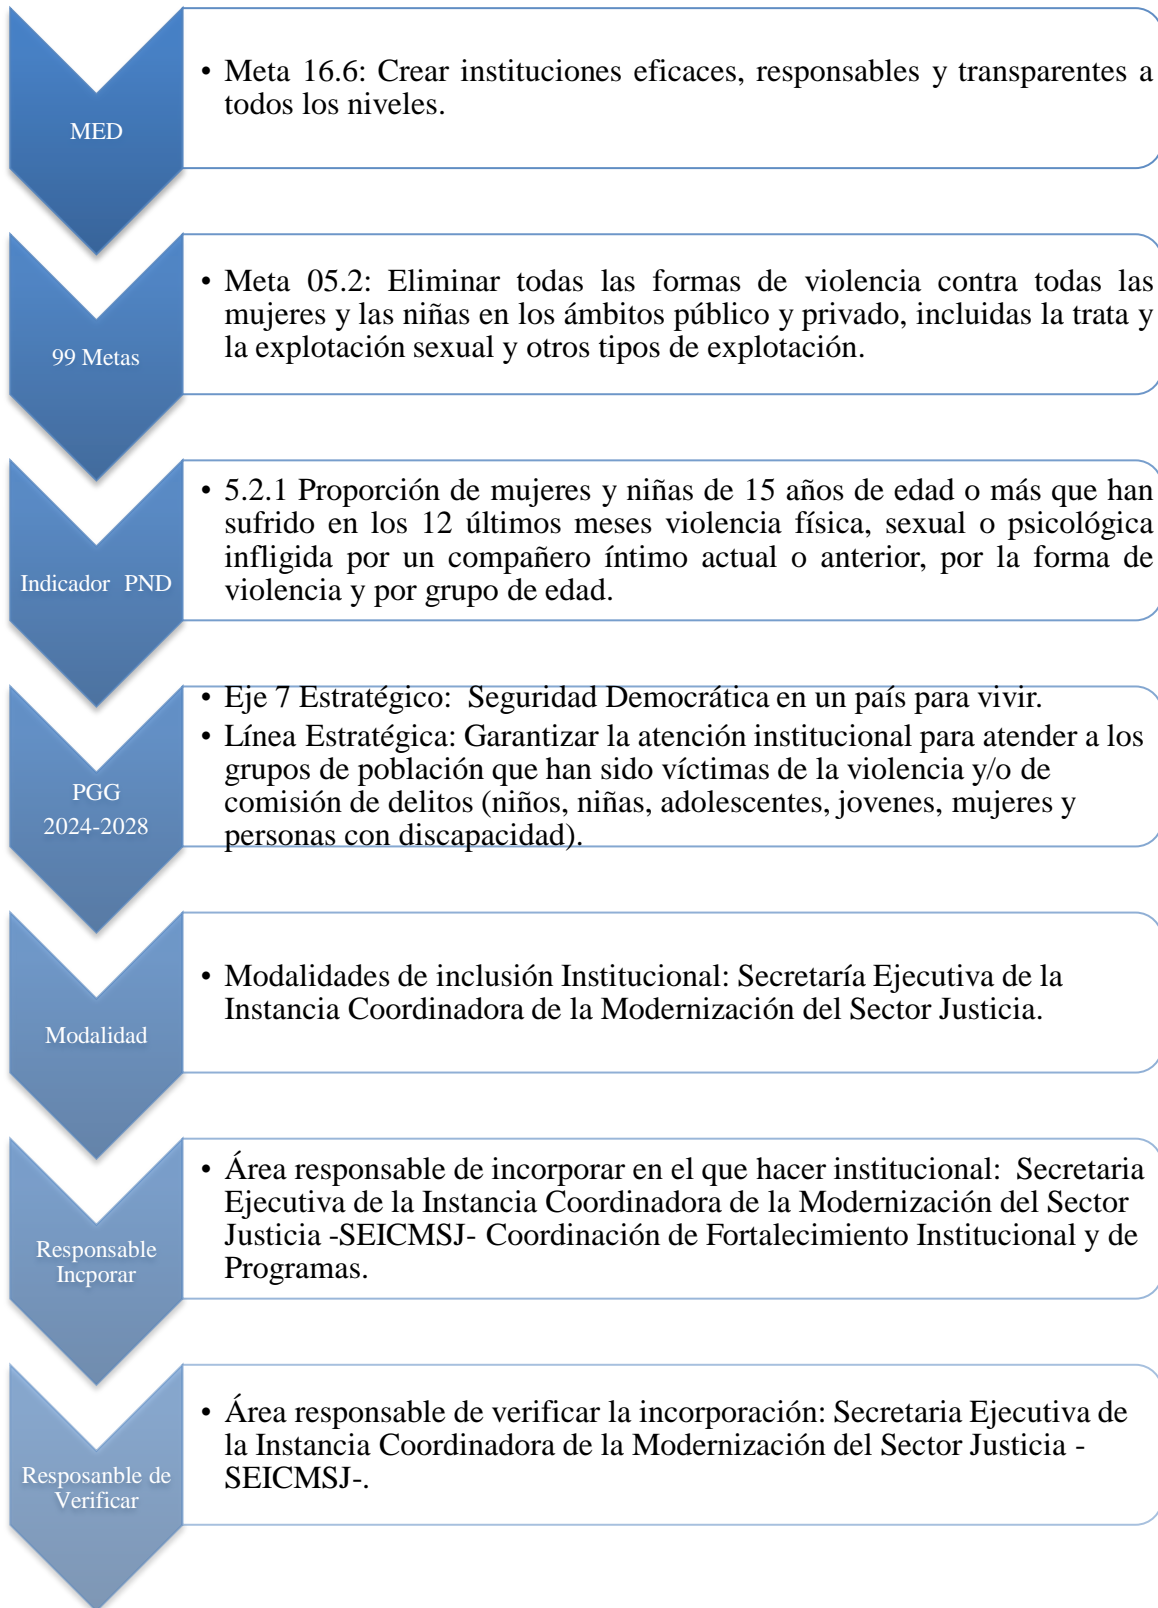 MED
• Meta 16.6: Crear instituciones eficaces, responsables y transparentes a
todos los niveles.
99 Metas
• Meta 05.2: Eliminar todas las formas de violencia contra todas las
mujeres y las niñas en los ámbitos público y privado, incluidas la trata y
la explotación sexual y otros tipos de explotación.
Indicador PND
• 5.2.1 Proporción de mujeres y niñas de 15 años de edad o más que han
sufrido en los 12 últimos meses violencia física, sexual o psicológica
infligida por un compañero íntimo actual o anterior, por la forma de
violencia y por grupo de edad.
PGG
2024-2028
• Eje 7 Estratégico: Seguridad Democrática en un país para vivir.
• Línea Estratégica: Garantizar la atención institucional para atender a los
grupos de población que han sido víctimas de la violencia y/o de
comisión de delitos (niños, niñas, adolescentes, jovenes, mujeres y
personas con discapacidad).
Modalidad
• Modalidades de inclusión Institucional: Secretaría Ejecutiva de la
Instancia Coordinadora de la Modernización del Sector Justicia.
Responsable
Incporar
• Área responsable de incorporar en el que hacer institucional: Secretaria
Ejecutiva de la Instancia Coordinadora de la Modernización del Sector
Justicia -SEICMSJ- Coordinación de Fortalecimiento Institucional y de
Programas.
Resposanble de
Verificar
• Área responsable de verificar la incorporación: Secretaria Ejecutiva de
la Instancia Coordinadora de la Modernización del Sector Justicia -
SEICMSJ-.